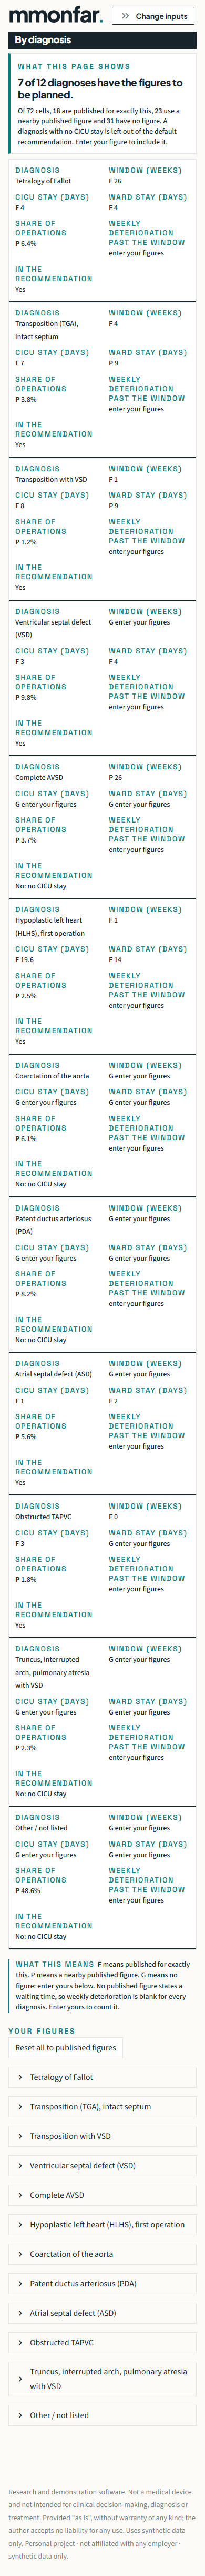 mmonfar.
Change inputs
By diagnosis
WHAT THIS PAGE SHOWS
7 of 12 diagnoses have the figures to
be planned.
Of 72 cells, 18 are published for exactly this, 23 use a
nearby published figure and 31 have no figure. A
diagnosis with no CICU stay is left out of the default
recommendation. Enter your figure to include it.
DIAGNOSIS
Tetralogy of Fallot
WINDOW (WEEKS)
F 26
CICU STAY (DAYS)
F 4
WARD STAY (DAYS)
F 4
SHARE OF
OPERATIONS
P 6.4%
WEEKLY
DETERIORATION
PAST THE WINDOW
enter your figures
IN THE
RECOMMENDATION
Yes
DIAGNOSIS
Transposition (TGA),
intact septum
WINDOW (WEEKS)
F 4
CICU STAY (DAYS)
F 7
WARD STAY (DAYS)
P 9
SHARE OF
OPERATIONS
P 3.8%
WEEKLY
DETERIORATION
PAST THE WINDOW
enter your figures
IN THE
RECOMMENDATION
Yes
DIAGNOSIS
Transposition with VSD
WINDOW (WEEKS)
F 1
CICU STAY (DAYS)
F 8
WARD STAY (DAYS)
P 9
SHARE OF
OPERATIONS
P 1.2%
WEEKLY
DETERIORATION
PAST THE WINDOW
enter your figures
IN THE
RECOMMENDATION
Yes
DIAGNOSIS
Ventricular septal defect
(VSD)
WINDOW (WEEKS)
G enter your figures
CICU STAY (DAYS)
F 3
WARD STAY (DAYS)
F 4
SHARE OF
OPERATIONS
P 9.8%
WEEKLY
DETERIORATION
PAST THE WINDOW
enter your figures
IN THE
RECOMMENDATION
Yes
DIAGNOSIS
Complete AVSD
WINDOW (WEEKS)
P 26
CICU STAY (DAYS)
G enter your figures
WARD STAY (DAYS)
G enter your figures
SHARE OF
OPERATIONS
P 3.7%
WEEKLY
DETERIORATION
PAST THE WINDOW
enter your figures
IN THE
RECOMMENDATION
No: no CICU stay
DIAGNOSIS
Hypoplastic left heart
(HLHS), first operation
WINDOW (WEEKS)
F 1
CICU STAY (DAYS)
F 19.6
WARD STAY (DAYS)
F 14
SHARE OF
OPERATIONS
P 2.5%
WEEKLY
DETERIORATION
PAST THE WINDOW
enter your figures
IN THE
RECOMMENDATION
Yes
DIAGNOSIS
Coarctation of the aorta
WINDOW (WEEKS)
G enter your figures
CICU STAY (DAYS)
G enter your figures
WARD STAY (DAYS)
G enter your figures
SHARE OF
OPERATIONS
P 6.1%
WEEKLY
DETERIORATION
PAST THE WINDOW
enter your figures
IN THE
RECOMMENDATION
No: no CICU stay
DIAGNOSIS
Patent ductus arteriosus
(PDA)
WINDOW (WEEKS)
G enter your figures
CICU STAY (DAYS)
G enter your figures
WARD STAY (DAYS)
G enter your figures
SHARE OF
OPERATIONS
P 8.2%
WEEKLY
DETERIORATION
PAST THE WINDOW
enter your figures
IN THE
RECOMMENDATION
No: no CICU stay
DIAGNOSIS
Atrial septal defect (ASD)
WINDOW (WEEKS)
G enter your figures
CICU STAY (DAYS)
F 1
WARD STAY (DAYS)
F 2
SHARE OF
OPERATIONS
P 5.6%
WEEKLY
DETERIORATION
PAST THE WINDOW
enter your figures
IN THE
RECOMMENDATION
Yes
DIAGNOSIS
Obstructed TAPVC
WINDOW (WEEKS)
F 0
CICU STAY (DAYS)
F 3
WARD STAY (DAYS)
G enter your figures
SHARE OF
OPERATIONS
P 1.8%
WEEKLY
DETERIORATION
PAST THE WINDOW
enter your figures
IN THE
RECOMMENDATION
Yes
DIAGNOSIS
Truncus, interrupted
arch, pulmonary atresia
with VSD
WINDOW (WEEKS)
G enter your figures
CICU STAY (DAYS)
G enter your figures
WARD STAY (DAYS)
G enter your figures
SHARE OF
OPERATIONS
P 2.3%
WEEKLY
DETERIORATION
PAST THE WINDOW
enter your figures
IN THE
RECOMMENDATION
No: no CICU stay
DIAGNOSIS
Other / not listed
WINDOW (WEEKS)
G enter your figures
CICU STAY (DAYS)
G enter your figures
WARD STAY (DAYS)
G enter your figures
SHARE OF
OPERATIONS
P 48.6%
WEEKLY
DETERIORATION
PAST THE WINDOW
enter your figures
IN THE
RECOMMENDATION
No: no CICU stay
WHAT THIS MEANS F means published for exactly
this. P means a nearby published figure. G means no
figure: enter yours below. No published figure states a
waiting time, so weekly deterioration is blank for every
diagnosis. Enter yours to count it.
YOUR FIGURES
Reset all to published figures
Tetralogy of Fallot
Transposition (TGA), intact septum
Transposition with VSD
Ventricular septal defect (VSD)
Complete AVSD
Hypoplastic left heart (HLHS), first operation
Coarctation of the aorta
Patent ductus arteriosus (PDA)
Atrial septal defect (ASD)
Obstructed TAPVC
Truncus, interrupted arch, pulmonary atresia
with VSD
Other / not listed
Research and demonstration software. Not a medical device
and not intended for clinical decision-making, diagnosis or
treatment. Provided "as is", without warranty of any kind; the
author accepts no liability for any use. Uses synthetic data
only. Personal project · not affiliated with any employer ·
synthetic data only.